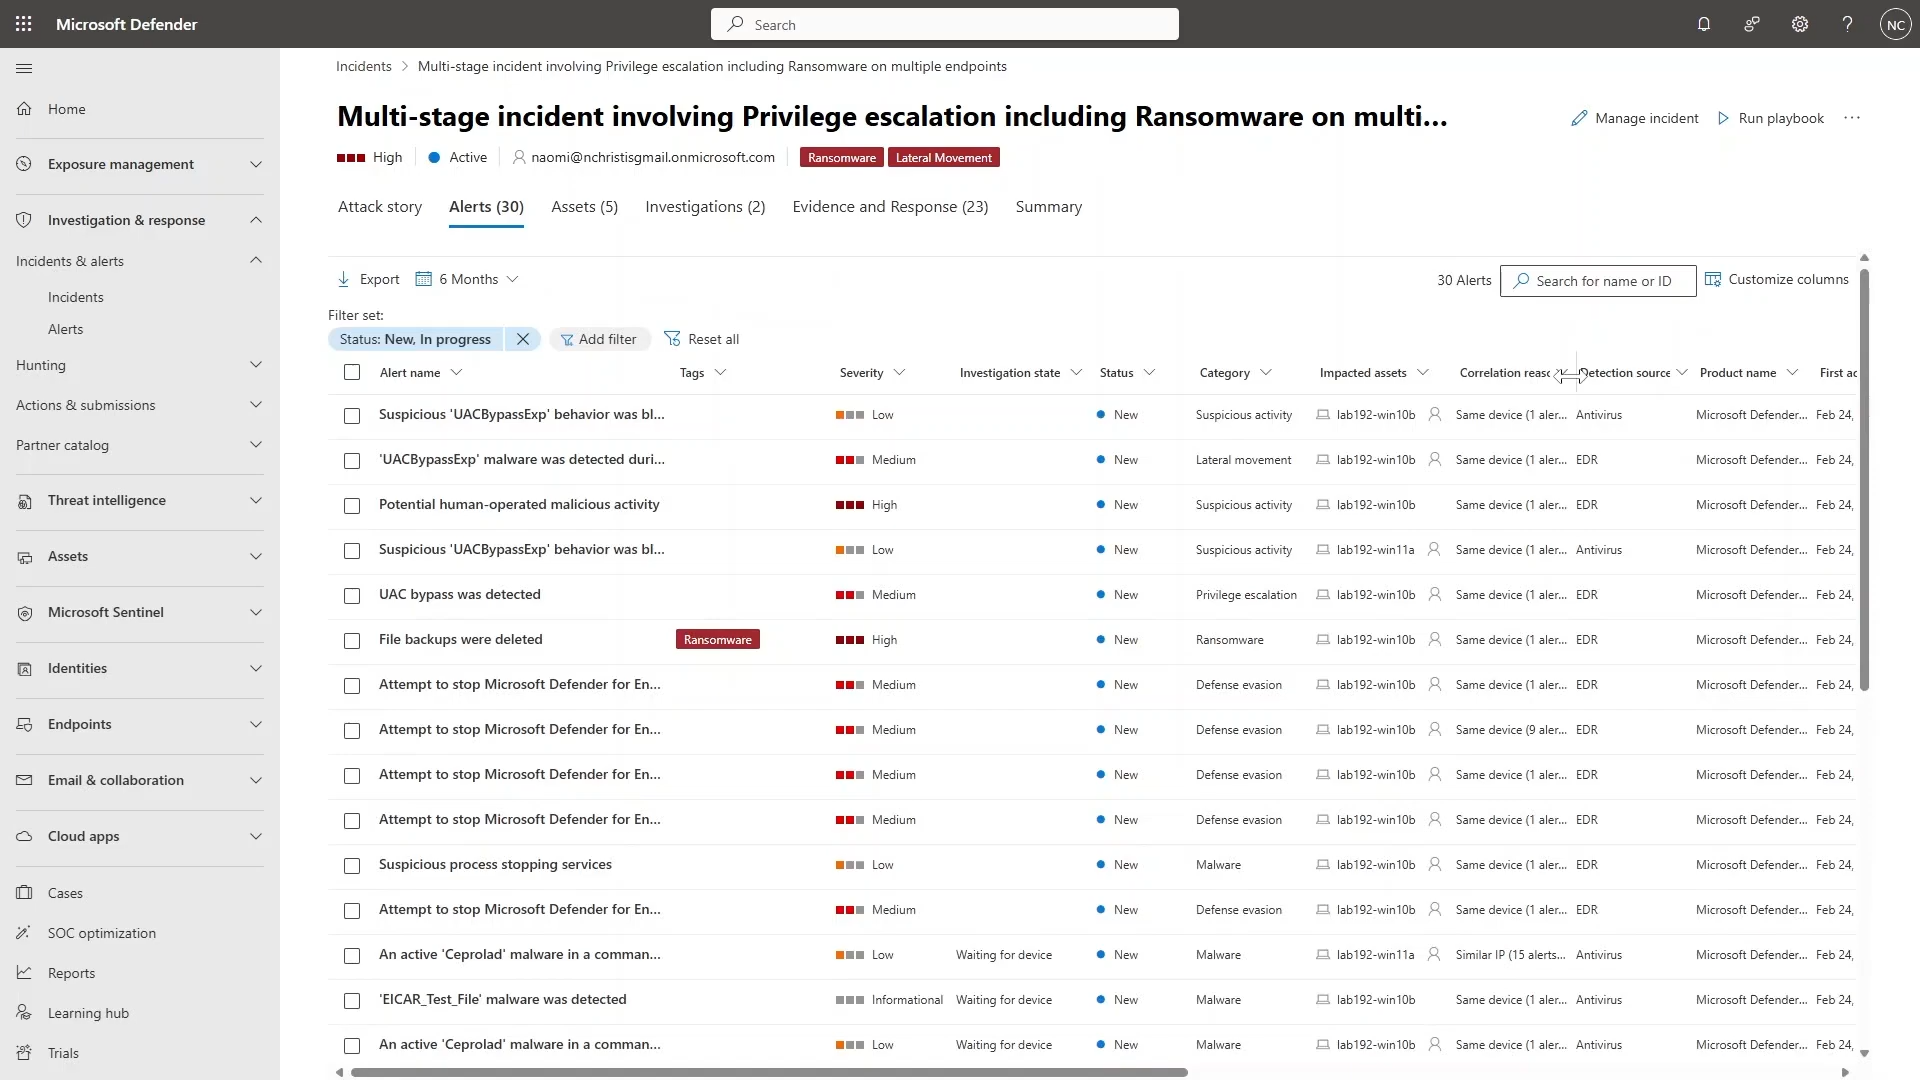 Microsoft Defender
Search
NC
Incidents > Multi-stage incident involving Privilege escalation including Ransomware on multiple endpoints
Multi-stage incident involving Privilege escalation including Ransomware on multi...
Manage incident
Run playbook
High
Active
naomi@nchristisgmail.onmicrosoft.com
Ransomware
Lateral Movement
Attack story
Alerts (30)
Assets (5)
Investigations (2)
Evidence and Response (23)
Summary
Home
Exposure management
Investigation & response
Incidents & alerts
Incidents
Alerts
Hunting
Actions & submissions
Partner catalog
Threat intelligence
Assets
Microsoft Sentinel
Identities
Endpoints
Email & collaboration
Cloud apps
Cases
SOC optimization
Reports
Learning hub
Trials
Export
6 Months
30 Alerts
Search for name or ID
Customize columns
Filter set:
Status: New, In progress
Add filter
Reset all
Alert name Tags Severity Investigation state Status Category Impacted assets Correlation reaso Detection source Product name First ac
Suspicious 'UACBypassExp' behavior was bl... Low New Suspicious activity lab192-win10b Same device (1 aler... Antivirus Microsoft Defender... Feb 24,
'UACBypassExp' malware was detected duri... Medium New Lateral movement lab192-win10b Same device (1 aler... EDR Microsoft Defender... Feb 24,
Potential human-operated malicious activity High New Suspicious activity lab192-win10b Same device (1 aler... EDR Microsoft Defender... Feb 24,
Suspicious 'UACBypassExp' behavior was bl... Low New Suspicious activity lab192-win11a Same device (1 aler... Antivirus Microsoft Defender... Feb 24,
UAC bypass was detected Medium New Privilege escalation lab192-win10b Same device (1 aler... EDR Microsoft Defender... Feb 24,
File backups were deleted Ransomware High New Ransomware lab192-win10b Same device (1 aler... EDR Microsoft Defender... Feb 24,
Attempt to stop Microsoft Defender for En... Medium New Defense evasion lab192-win10b Same device (1 aler... EDR Microsoft Defender... Feb 24,
Attempt to stop Microsoft Defender for En... Medium New Defense evasion lab192-win10b Same device (9 aler... EDR Microsoft Defender... Feb 24,
Attempt to stop Microsoft Defender for En... Medium New Defense evasion lab192-win10b Same device (1 aler... EDR Microsoft Defender... Feb 24,
Attempt to stop Microsoft Defender for En... Medium New Defense evasion lab192-win10b Same device (1 aler... EDR Microsoft Defender... Feb 24,
Suspicious process stopping services Low New Malware lab192-win10b Same device (1 aler... EDR Microsoft Defender... Feb 24,
Attempt to stop Microsoft Defender for En... Medium New Defense evasion lab192-win10b Same device (1 aler... EDR Microsoft Defender... Feb 24,
An active 'Ceprolad' malware in a comman... Low Waiting for device New Malware lab192-win11a Similar IP (15 alerts... Antivirus Microsoft Defender... Feb 24,
'EICAR_Test_File' malware was detected Informational Waiting for device New Malware lab192-win10b Same device (1 aler... Antivirus Microsoft Defender... Feb 24,
An active 'Ceprolad' malware in a comman... Low Waiting for device New Malware lab192-win10b Same device (1 aler... Antivirus Microsoft Defender... Feb 24,